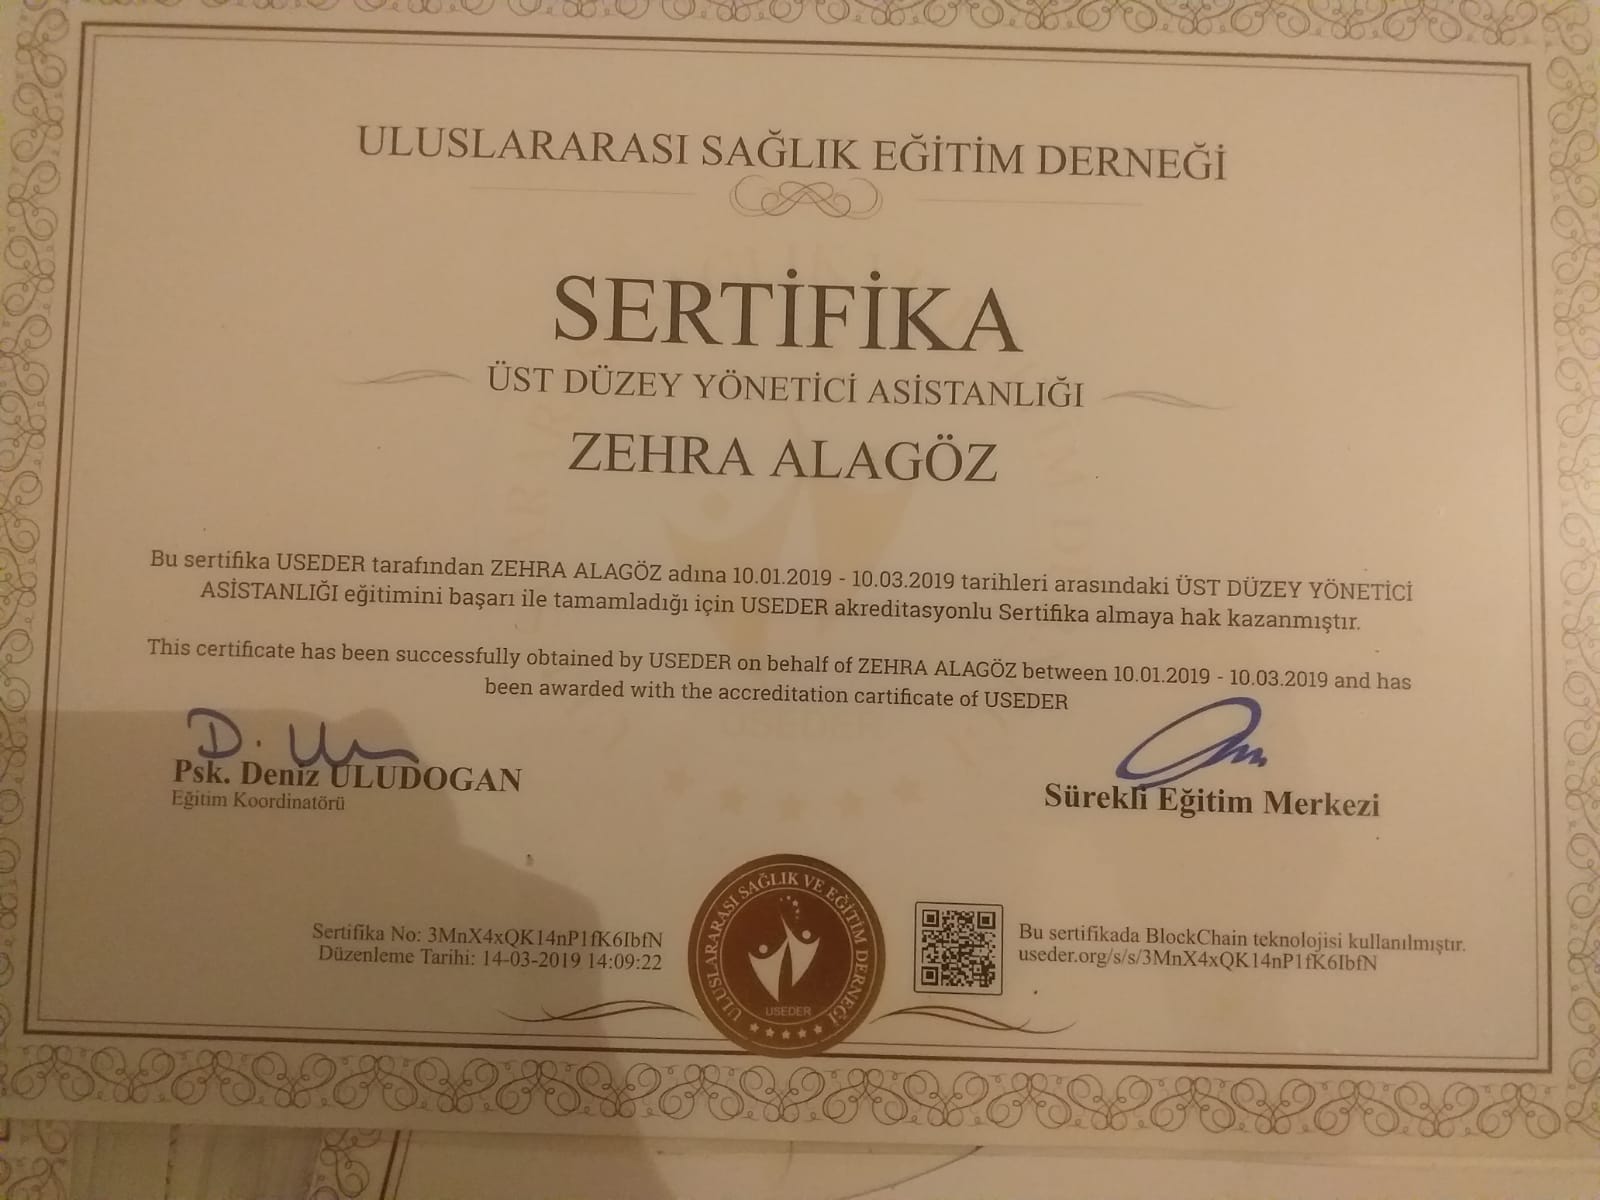 ULUSLARARASI SAĞLIK EĞİTİM DERNEĞİ
SERTİFİKA
ÜST DÜZEY YÖNETİCİ ASİSTANLIĞI
ZEHRA ALAGÖZ
Bu sertifika USEDER tarafından ZEHRA ALAGÖZ adına 10.01.2019 - 10.03.2019 tarihleri arasındaki ÜST DÜZEY YÖNETİCİ
ASİSTANLIĞI eğitimini başarı ile tamamladığı için USEDER akreditasyonlu Sertifika almaya hak kazanmıştır.
This certificate has been successfully obtained by USEDER on behalf of ZEHRA ALAGÖZ between 10.01.2019 - 10.03.2019 and has
been awarded with the accreditation cartificate of USEDER
Psk. Deniz ULUDOGAN
Eğitim Koordinatörü
Sürekli Eğitim Merkezi
Sertifika No: 3MnX4xQK14nP1fK6IbfN
Düzenleme Tarihi: 14-03-2019 14:09:22
ULUSLARARASI SAĞLIK VE EĞİTİM DERNEĞİ
USEDER
Bu sertifikada BlockChain teknolojisi kullanılmıştır.
useder.org/s/s/3MnX4xQK14nP1fK6IbfN